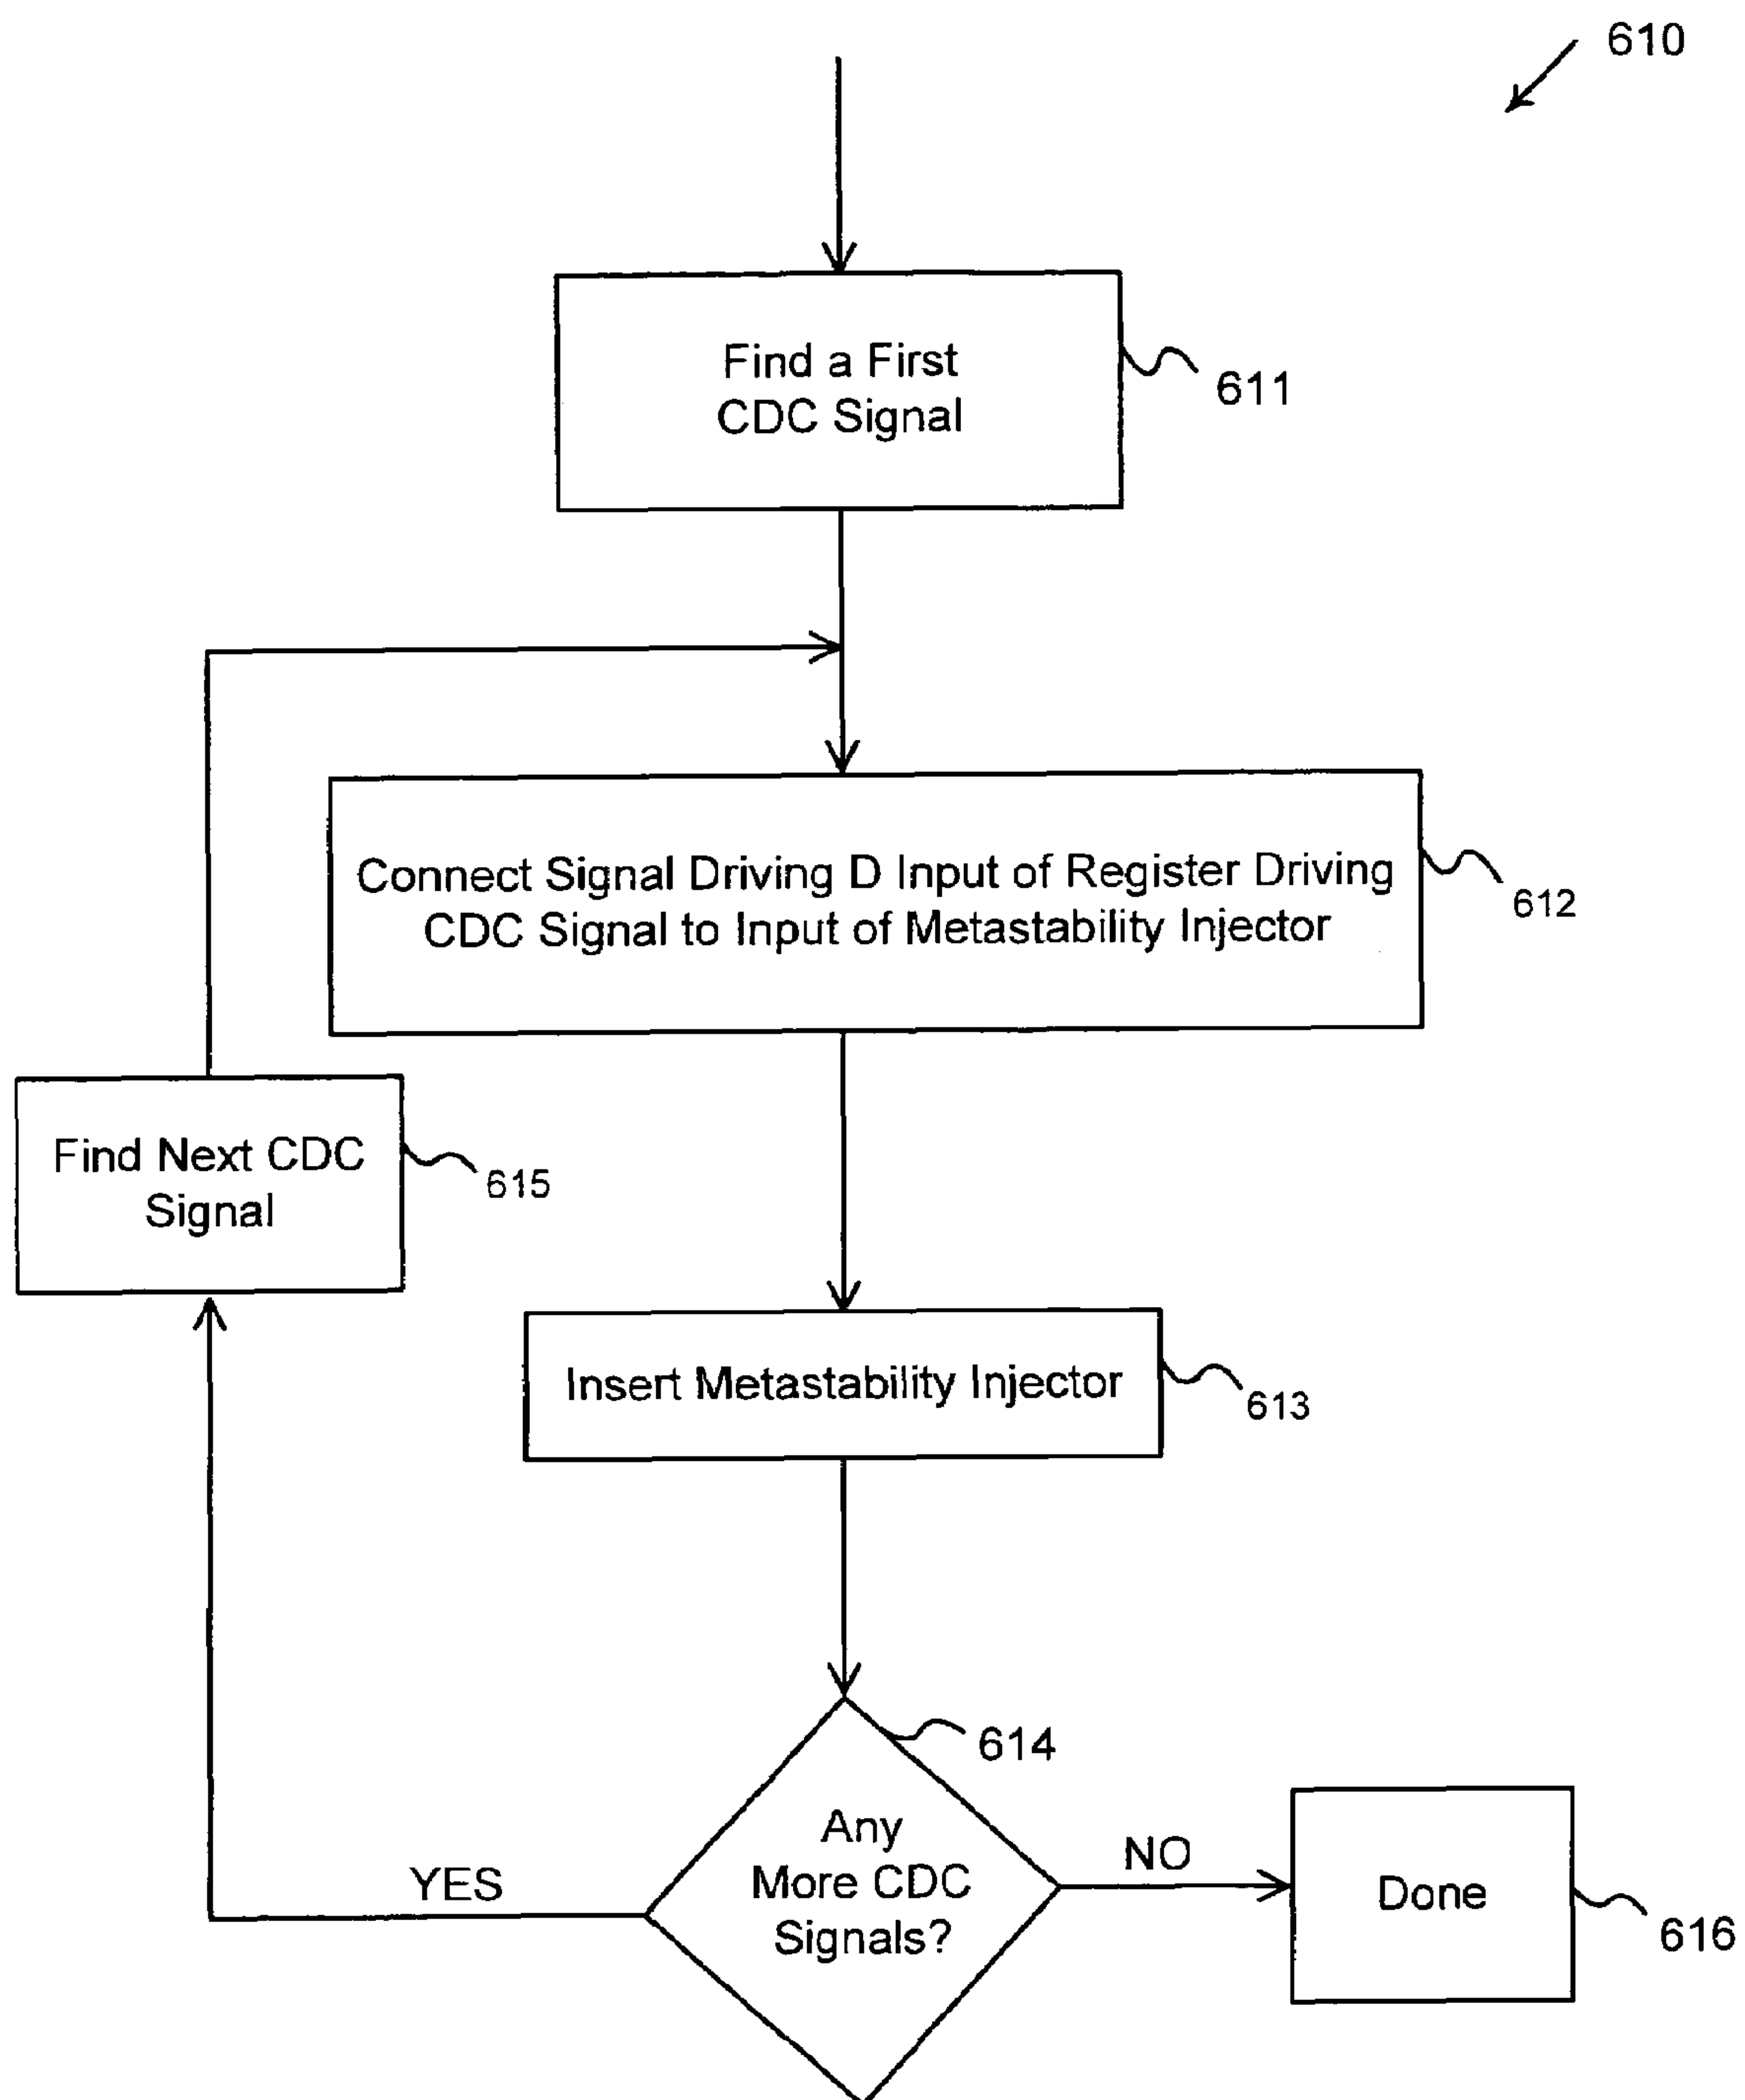 610
Find a First
CDC Signal
611
Connect Signal Driving D Input of Register Driving
CDC Signal to Input of Metastability Injector
612
Find Next CDC
Signal
615
Insert Metastability Injector
613
614
Any
More CDC
Signals?
YES
NO
Done
616